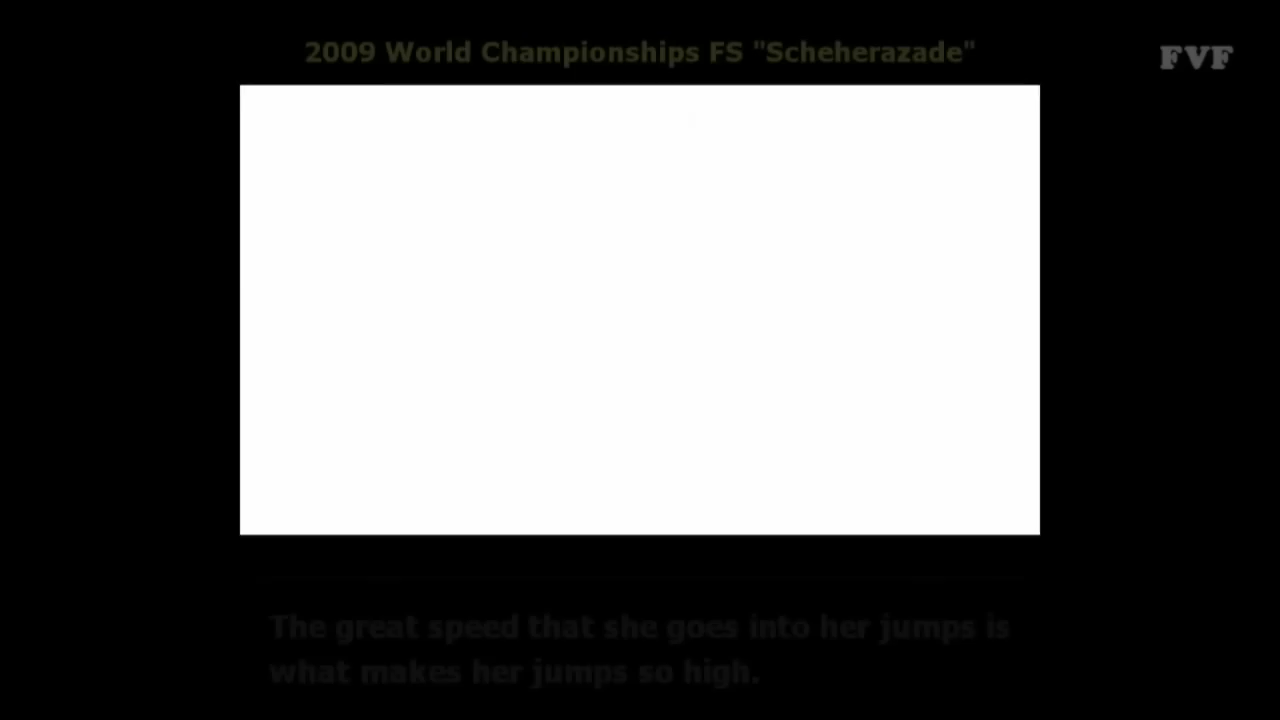 2009 World Championships FS "Scheherazade"
FVF
The great speed that she goes into her jumps is
what makes her jumps so high.